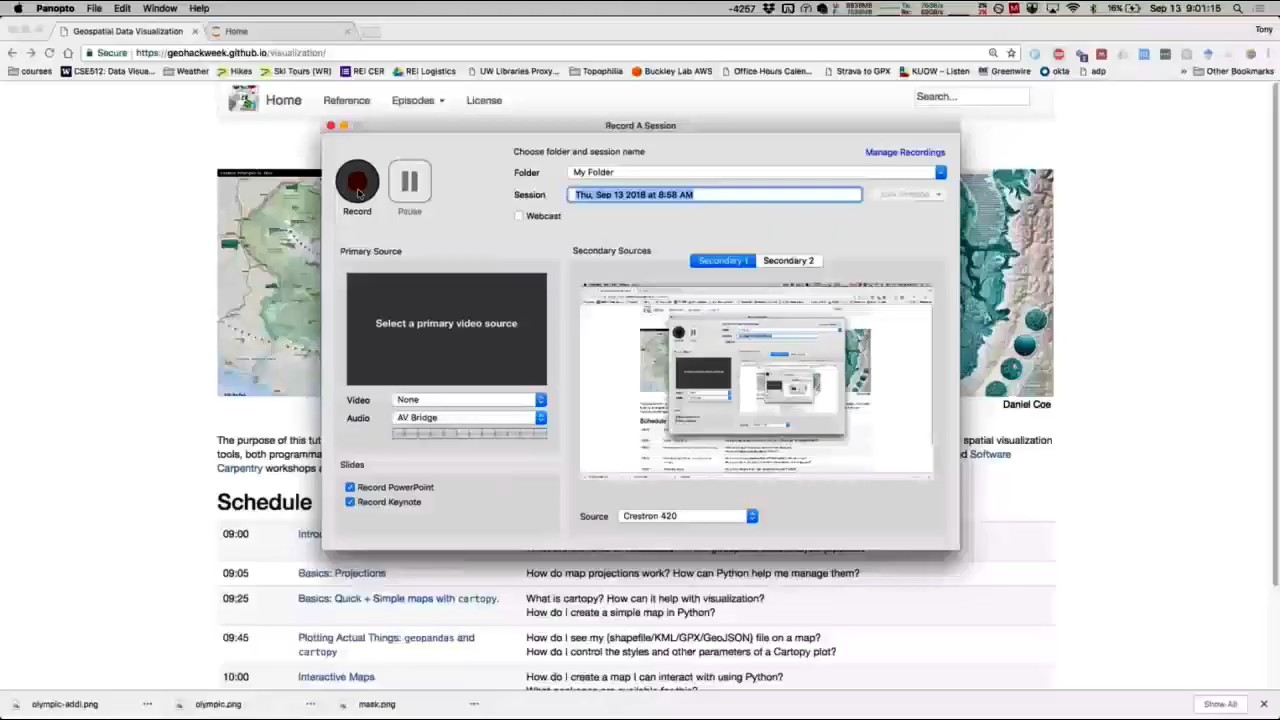 Panopto File Edit Window Help -4257 16% Sep 13 9:01:15
Geospatial Data Visualization Home Tony
Secure https://geohackweek.github.io/visualization/
courses CSE512: Data Visua... Weather Hikes Ski Tours (WR) REI CER REI Logistics UW Libraries Proxy... Topophilia Buckley Lab AWS Office Hours Calen... Strava to GPX KUOW – Listen Greenwire okta adp » Other Bookmarks
Home Reference Episodes License Search...
Record A Session
Choose folder and session name Manage Recordings
Folder My Folder
Session Thu, Sep 13 2018 at 8:58 AM
Record Pause
Webcast
Primary Source Secondary Sources
Secondary 1 Secondary 2
Select a primary video source
Video None
Audio AV Bridge
Daniel Coe
The purpose of this tu spatial visualization
tools, both programma nd Software
Carpentry workshops a
Slides
Record PowerPoint
Record Keynote
Source Crestron 420
Schedule
09:00 Introu
09:05 Basics: Projections How do map projections work? How can Python help me manage them?
09:25 Basics: Quick + Simple maps with cartopy. What is cartopy? How can it help with visualization?
How do I create a simple map in Python?
09:45 Plotting Actual Things: geopandas and How do I see my {shapefile/KML/GPX/GeoJSON} file on a map?
cartopy How do I control the styles and other parameters of a Cartopy plot?
10:00 Interactive Maps How do I create a map I can interact with using Python?
olympic-addl.png olympic.png mask.png Show All